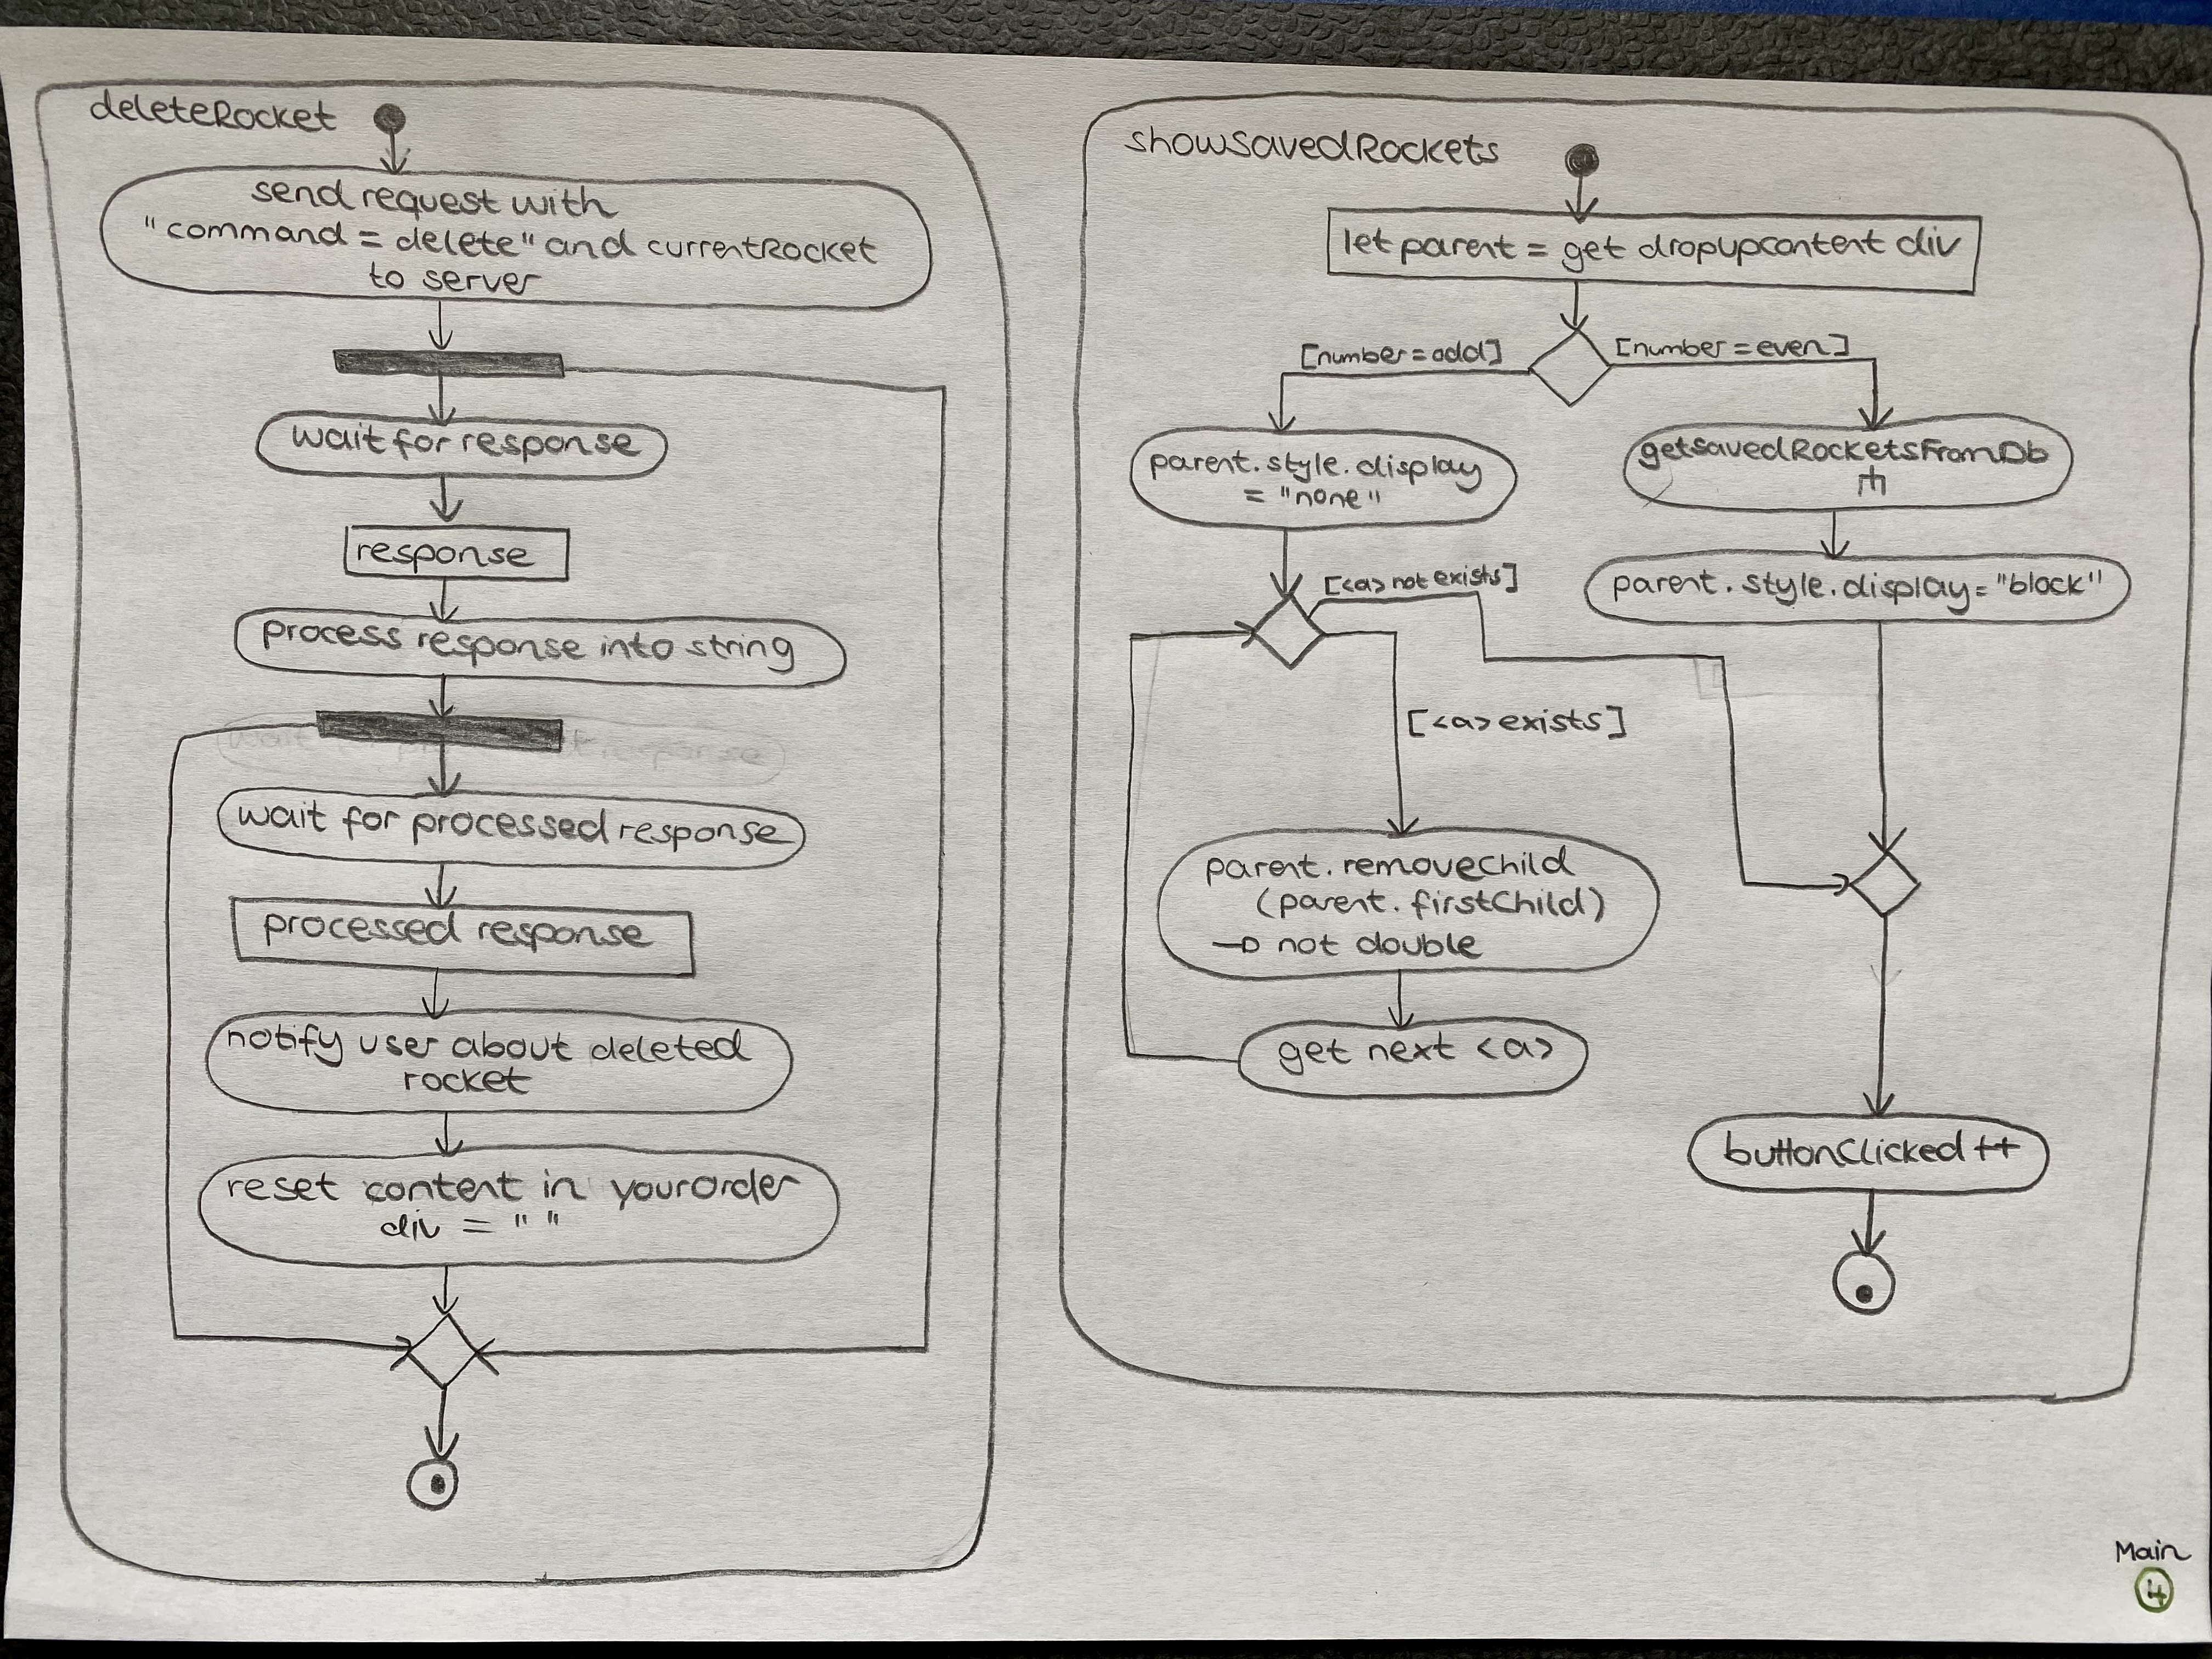 deleteRocket
send request with
"command = delete" and currentRocket
to server
wait for response
response
process response into string
wait for processed response
processed response
notify user about deleted
rocket
reset content in yourorder
div = " "
showSavedRockets
let parent = get dropupcontent div
[number = odd]
[number = even]
parent.style.display
= "none"
getSavedRocketsFromDb
parent.style.display = "block"
[<a> not exists]
[<a> exists]
parent.removeChild
(parent.firstChild)
→ not double
get next <a>
buttonClicked ++
Main
4